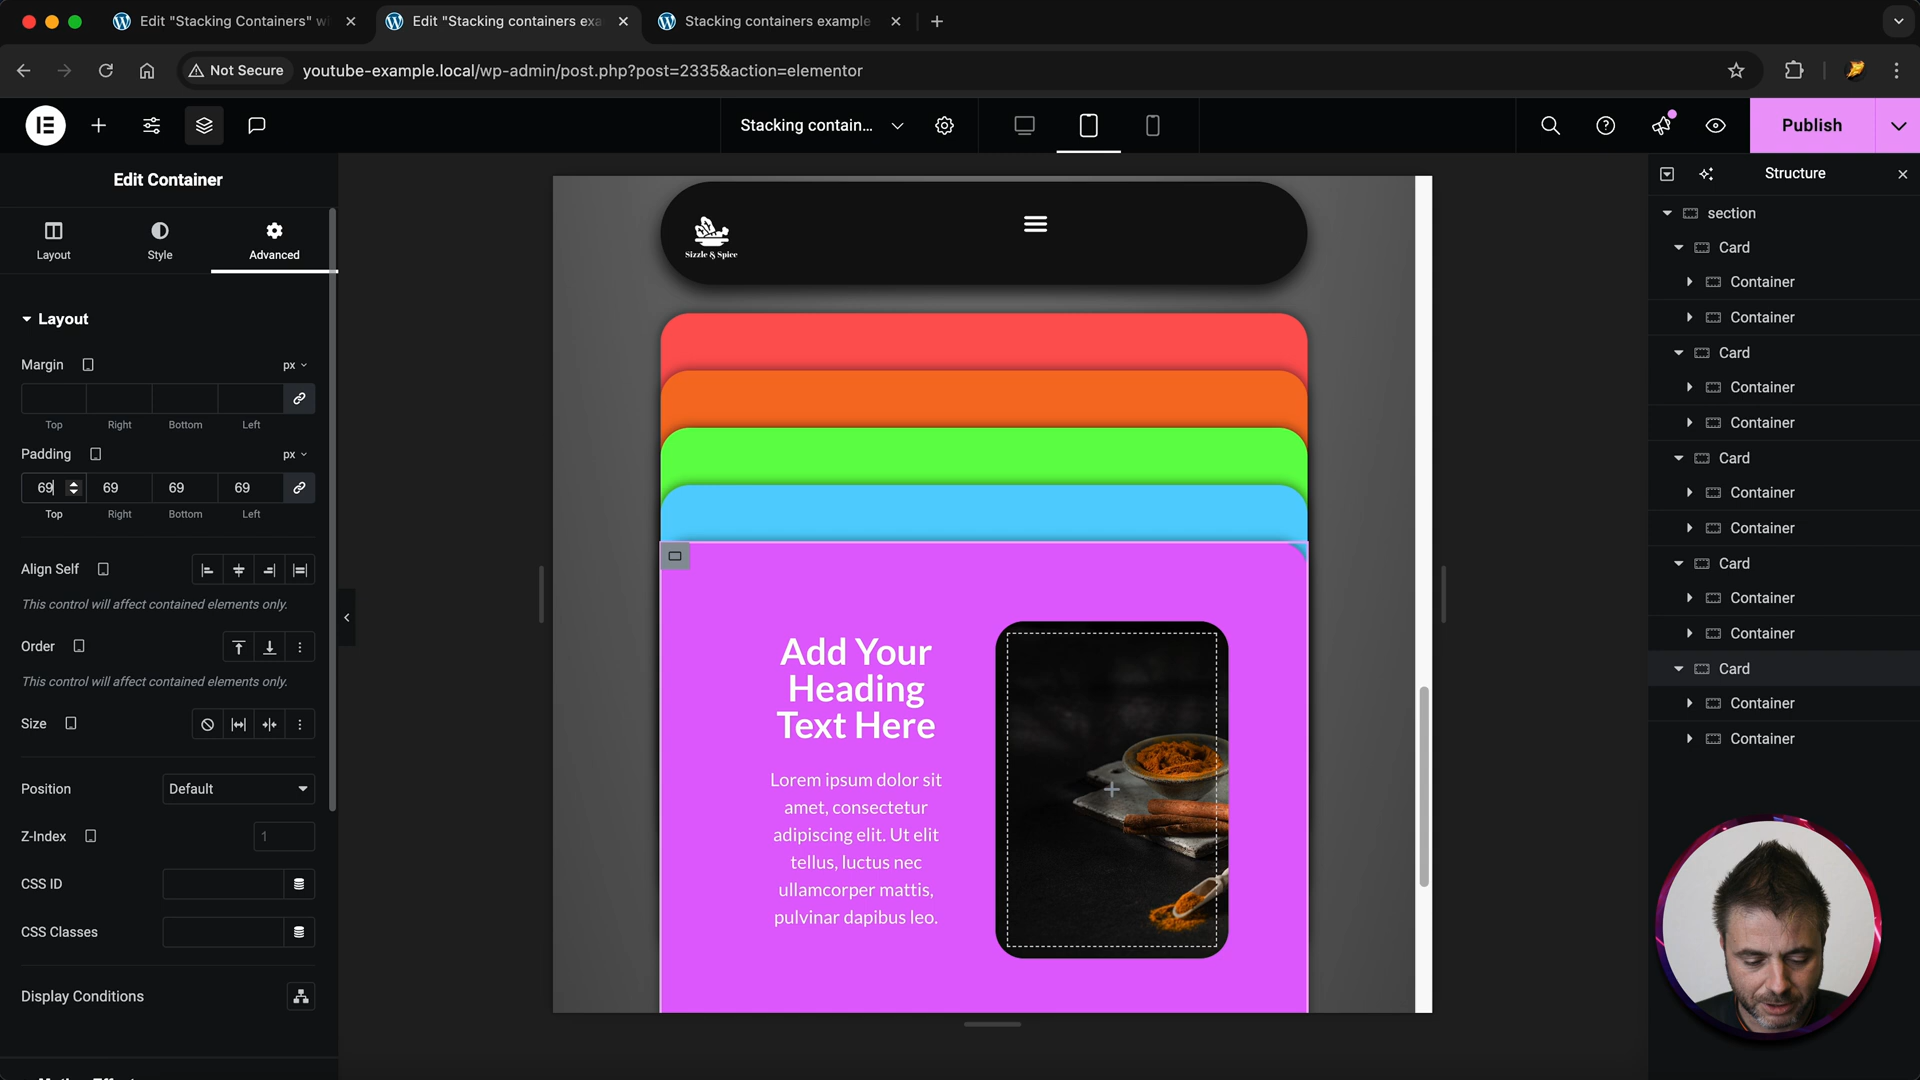 Edit "Stacking Containers" wi
Edit "Stacking containers exa
Stacking containers example
Not Secure
youtube-example.local/wp-admin/post.php?post=2335&action=elementor
Stacking contain...
Publish
Edit Container
Structure
Layout
Style
Advanced
Layout
Margin
px
Top
Right
Bottom
Left
Padding
px
69
69
69
69
Top
Right
Bottom
Left
Align Self
This control will affect contained elements only.
Order
This control will affect contained elements only.
Size
Position
Default
Z-Index
1
CSS ID
CSS Classes
Display Conditions
Sizzle & Spice
Add Your
Heading
Text Here
Lorem ipsum dolor sit
amet, consectetur
adipiscing elit. Ut elit
tellus, luctus nec
ullamcorper mattis,
pulvinar dapibus leo.
section
Card
Container
Container
Card
Container
Container
Card
Container
Container
Card
Container
Container
Card
Container
Container